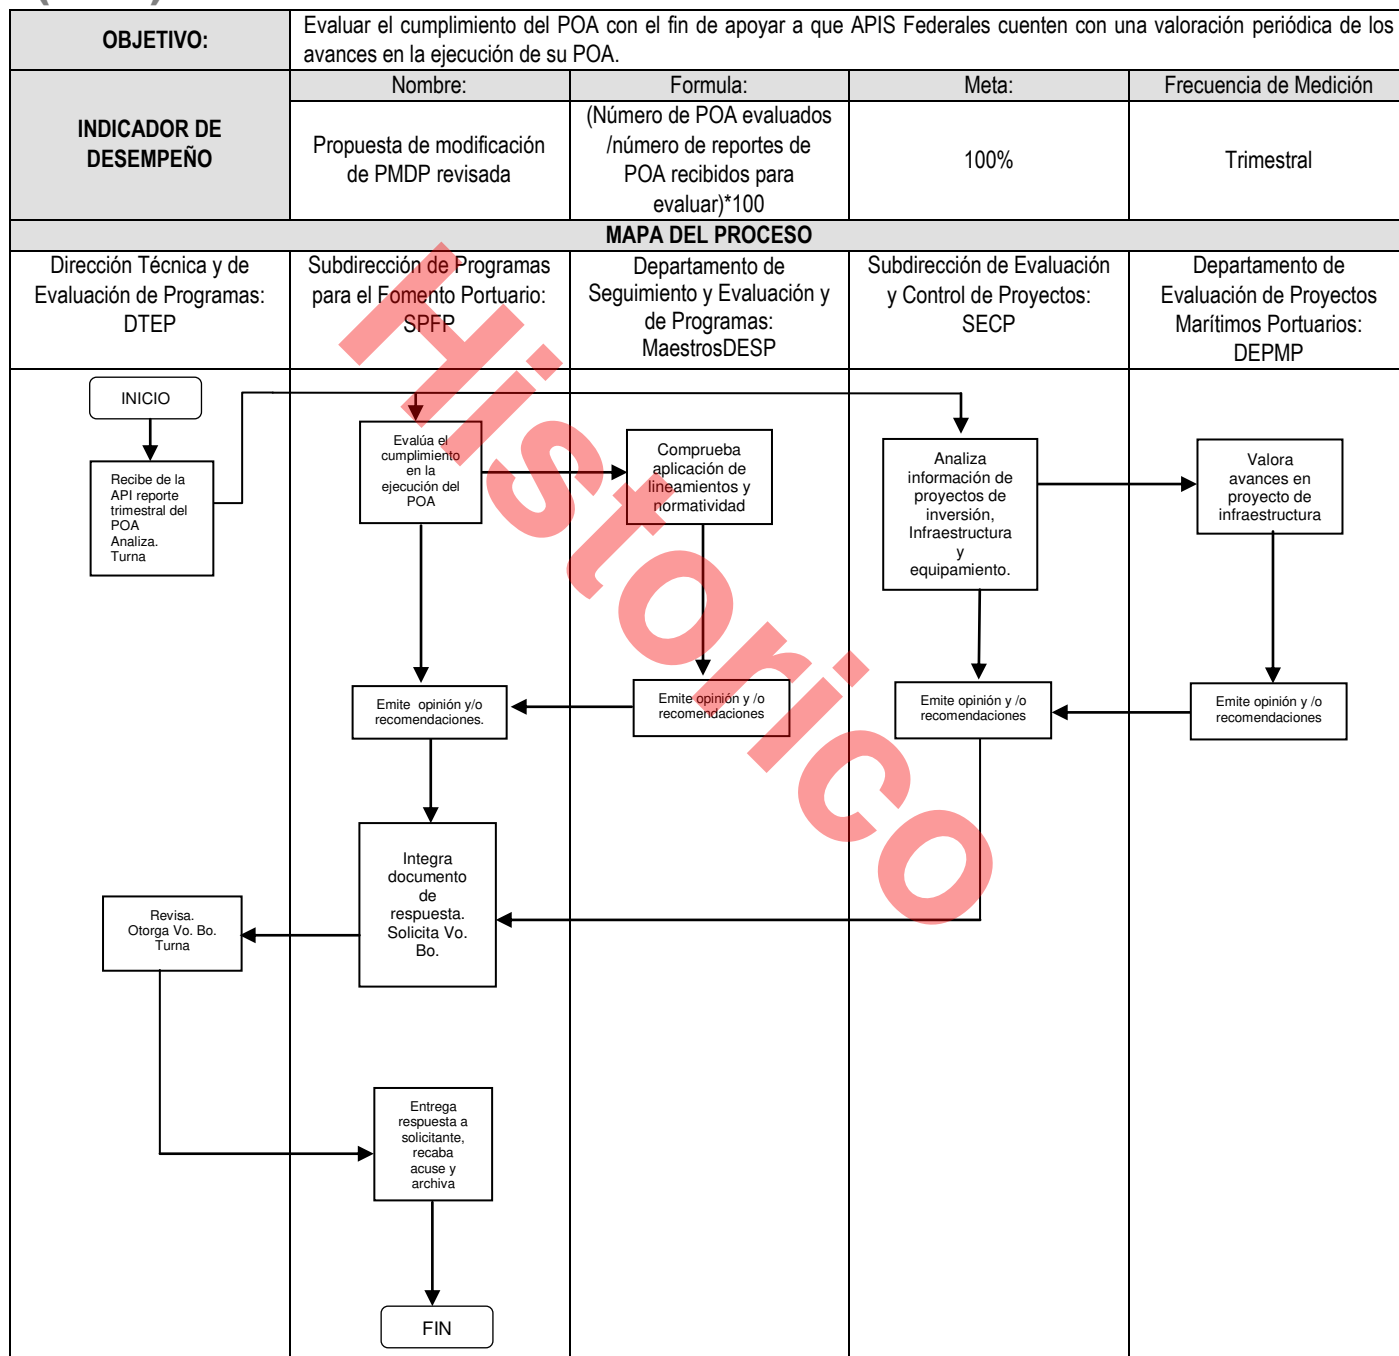 OBJETIVO:
Evaluar el cumplimiento del POA con el fin de apoyar a que APIS Federales cuenten con una valoración periódica de los
avances en la ejecución de su POA.
INDICADOR DE
DESEMPEÑO
Nombre:
Formula:
Meta:
Frecuencia de Medición
Propuesta de modificación
de PMDP revisada
(Número de POA evaluados
/número de reportes de
POA recibidos para
evaluar)*100
100%
Trimestral
MAPA DEL PROCESO
Dirección Técnica y de
Evaluación de Programas:
DTEP
Subdirección de Programas
para el Fomento Portuario:
SPFP
Departamento de
Seguimiento y Evaluación y
de Programas:
MaestrosDESP
Subdirección de Evaluación
y Control de Proyectos:
SECP
Departamento de
Evaluación de Proyectos
Marítimos Portuarios:
DEPMP
INICIO
Recibe de la
API reporte
trimestral del
POA
Analiza.
Turna
Evalúa el
cumplimiento
en la
ejecución del
POA
Comprueba
aplicación de
lineamientos y
normatividad
Analiza
información de
proyectos de
inversión,
Infraestructura
y
equipamiento.
Valora
avances en
proyecto de
infraestructura
Emite opinión y/o
recomendaciones.
Emite opinión y /o
recomendaciones
Emite opinión y /o
recomendaciones
Emite opinión y /o
recomendaciones
Integra
documento
de
respuesta.
Solicita Vo.
Bo.
Revisa.
Otorga Vo. Bo.
Turna
Entrega
respuesta a
solicitante,
recaba
acuse y
archiva
FIN
Historico